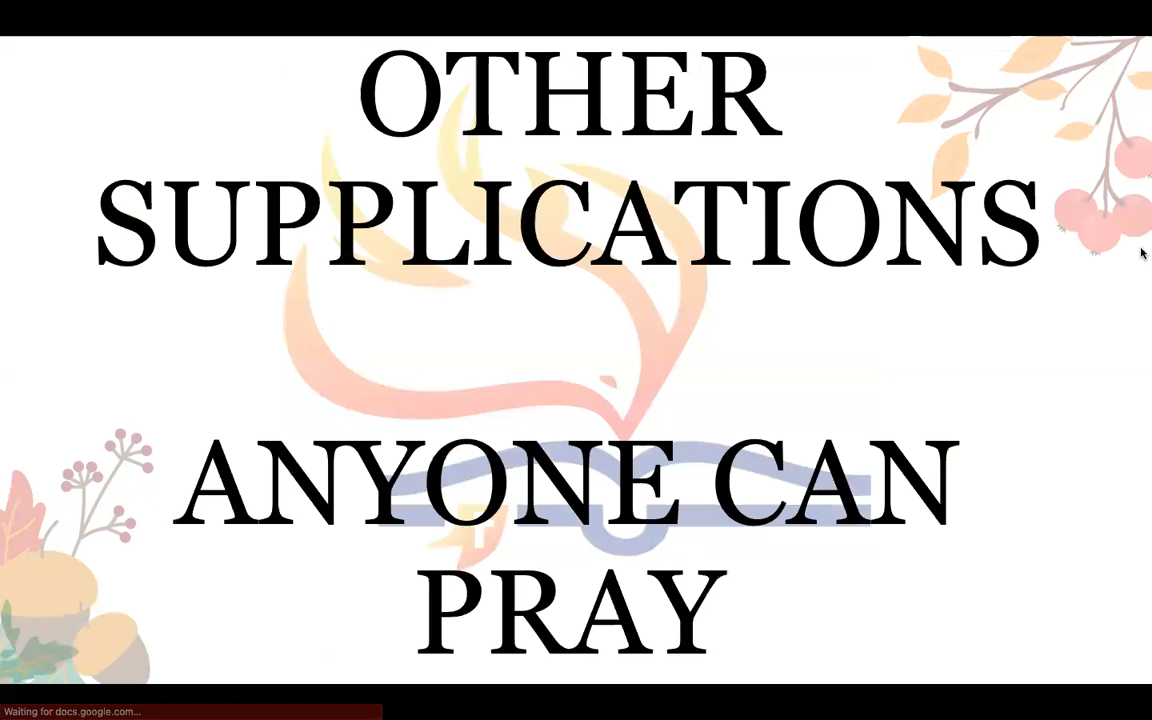 OTHER
SUPPLICATIONS
ANYONE CAN
PRAY
Waiting for docs.google.com...